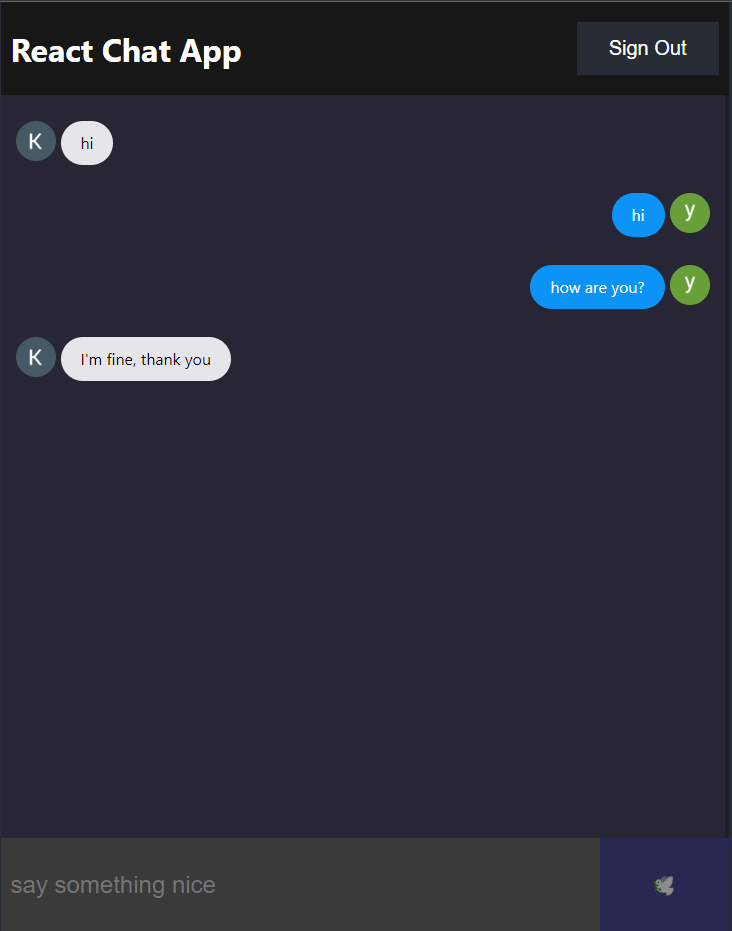 React Chat App
Sign Out
K
hi
hi
y
how are you?
y
K
I'm fine, thank you
say something nice
🕊